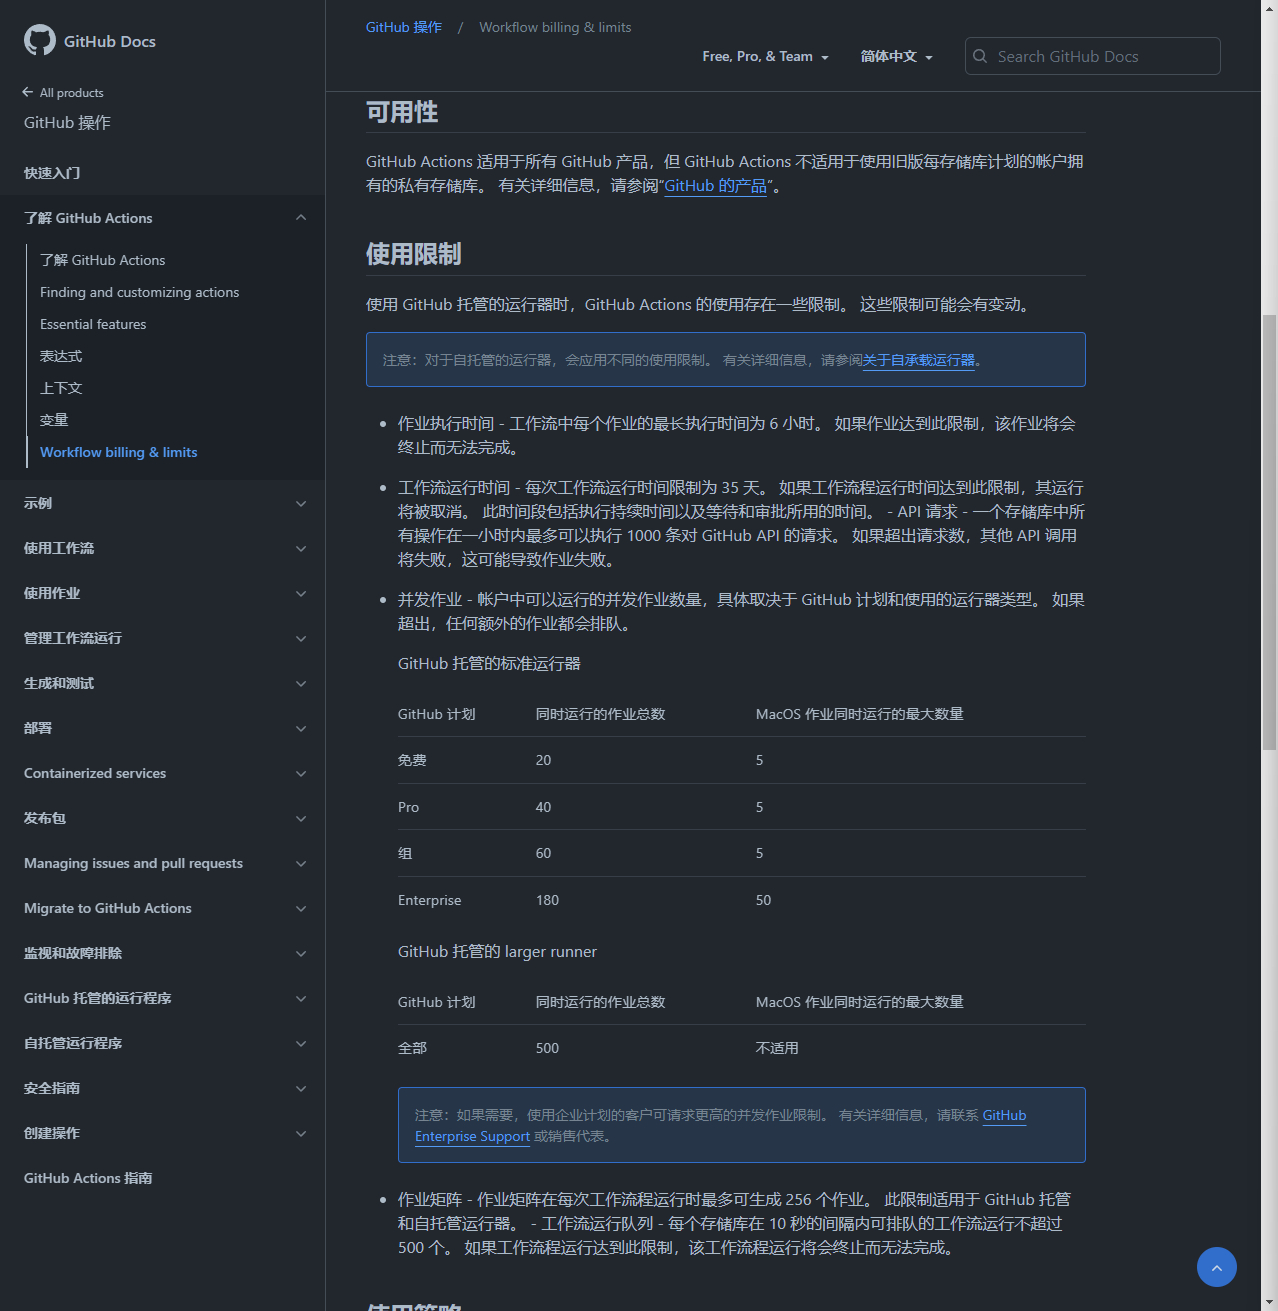 GitHub Docs
All products
GitHub 操作
快速入门
了解 GitHub Actions
了解 GitHub Actions
Finding and customizing actions
Essential features
表达式
上下文
变量
Workflow billing & limits
示例
使用工作流
使用作业
管理工作流运行
生成和测试
部署
Containerized services
发布包
Managing issues and pull requests
Migrate to GitHub Actions
监视和故障排除
GitHub 托管的运行程序
自托管运行程序
安全指南
创建操作
GitHub Actions 指南
GitHub 操作 / Workflow billing & limits
Free, Pro, & Team 简体中文 Search GitHub Docs
可用性
GitHub Actions 适用于所有 GitHub 产品，但 GitHub Actions 不适用于使用旧版每存储库计划的帐户拥
有的私有存储库。 有关详细信息，请参阅“GitHub 的产品”。
使用限制
使用 GitHub 托管的运行器时，GitHub Actions 的使用存在一些限制。 这些限制可能会有变动。
注意：对于自托管的运行器，会应用不同的使用限制。 有关详细信息，请参阅关于自承载运行器。
• 作业执行时间 - 工作流中每个作业的最长执行时间为 6 小时。 如果作业达到此限制，该作业将会
终止而无法完成。
• 工作流运行时间 - 每次工作流运行时间限制为 35 天。 如果工作流程运行时间达到此限制，其运行
将被取消。 此时间段包括执行持续时间以及等待和审批所用的时间。 - API 请求 - 一个存储库中所
有操作在一小时内最多可以执行 1000 条对 GitHub API 的请求。 如果超出请求数，其他 API 调用
将失败，这可能导致作业失败。
• 并发作业 - 帐户中可以运行的并发作业数量，具体取决于 GitHub 计划和使用的运行器类型。 如果
超出，任何额外的作业都会排队。
GitHub 托管的标准运行器
GitHub 计划 同时运行的作业总数 MacOS 作业同时运行的最大数量
免费 20 5
Pro 40 5
组 60 5
Enterprise 180 50
GitHub 托管的 larger runner
GitHub 计划 同时运行的作业总数 MacOS 作业同时运行的最大数量
全部 500 不适用
注意：如果需要，使用企业计划的客户可请求更高的并发作业限制。 有关详细信息，请联系 GitHub
Enterprise Support 或销售代表。
• 作业矩阵 - 作业矩阵在每次工作流程运行时最多可生成 256 个作业。 此限制适用于 GitHub 托管
和自托管运行器。 - 工作流运行队列 - 每个存储库在 10 秒的间隔内可排队的工作流运行不超过
500 个。 如果工作流程运行达到此限制，该工作流程运行将会终止而无法完成。
使用策略